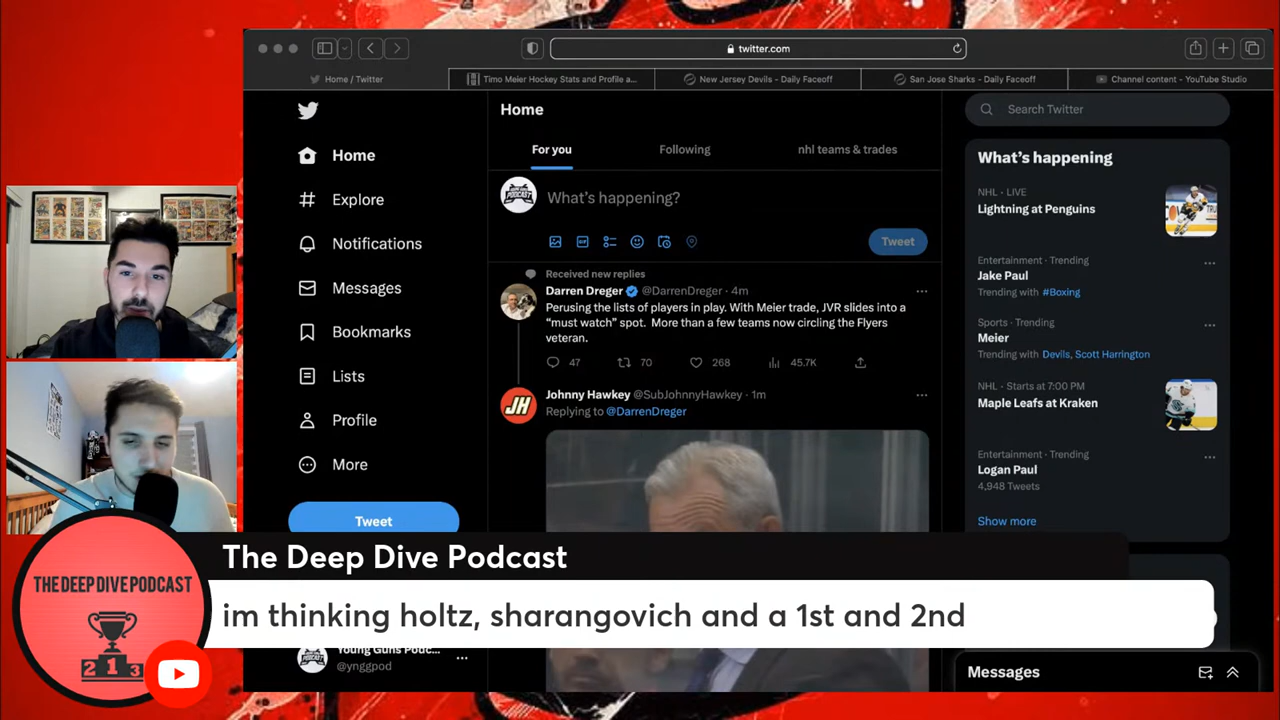 twitter.com
Home / Twitter
Timo Meier Hockey Stats and Profile a...
New Jersey Devils - Daily Faceoff
San Jose Sharks - Daily Faceoff
Channel content - YouTube Studio
Home
Explore
Notifications
Messages
Bookmarks
Lists
Profile
More
Tweet
Young Guns Podc...
@ynggpod
Home
For you
Following
nhl teams & trades
What's happening?
Tweet
Received new replies
Darren Dreger @DarrenDreger · 4m
Perusing the lists of players in play. With Meier trade, JVR slides into a
"must watch" spot. More than a few teams now circling the Flyers
veteran.
47
70
268
45.7K
JH
Johnny Hawkey @SubJohnnyHawkey · 1m
Replying to @DarrenDreger
Search Twitter
What's happening
NHL · LIVE
Lightning at Penguins
Entertainment · Trending
Jake Paul
Trending with #Boxing
Sports · Trending
Meier
Trending with Devils, Scott Harrington
NHL · Starts at 7:00 PM
Maple Leafs at Kraken
Entertainment · Trending
Logan Paul
4,948 Tweets
Show more
Messages
THE DEEP DIVE PODCAST
2 1 3
The Deep Dive Podcast
im thinking holtz, sharangovich and a 1st and 2nd